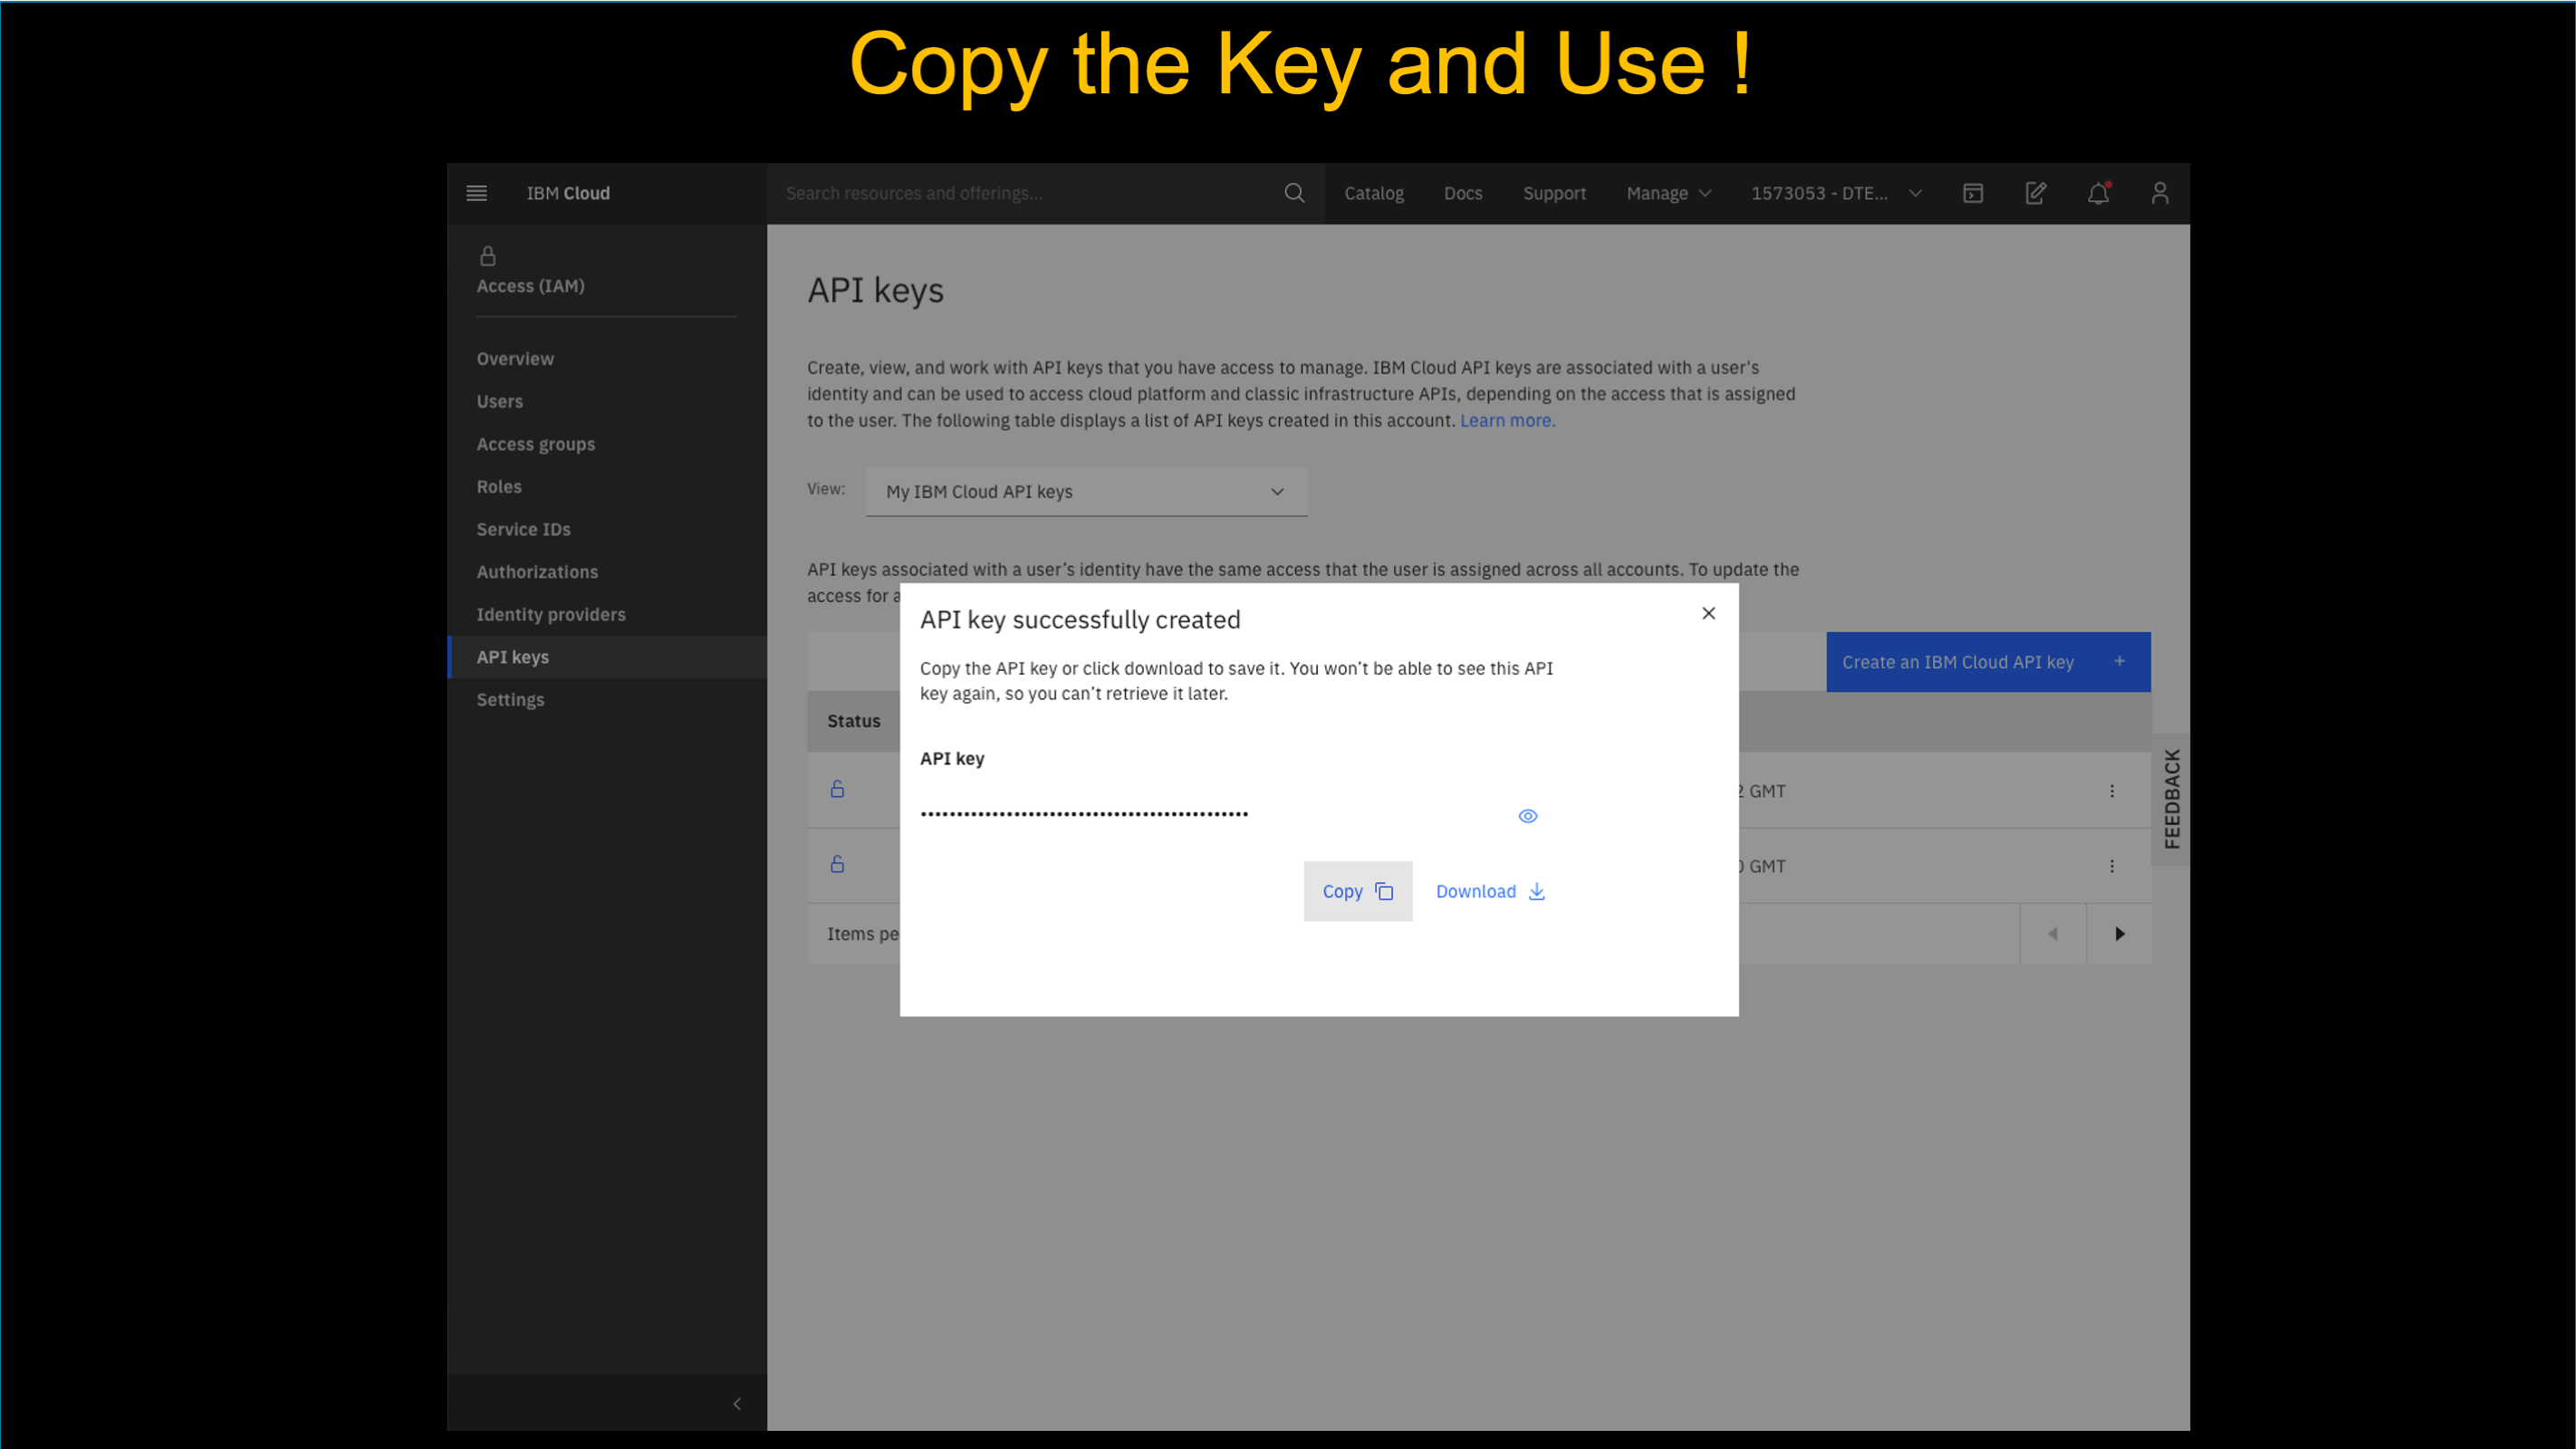 Copy the Key and Use !
IBM Cloud
Search resources and offerings...
Catalog
Docs
Support
Manage
1573053 - DTE...
Access (IAM)
Overview
Users
Access groups
Roles
Service IDs
Authorizations
Identity providers
API keys
Settings
API keys
Create, view, and work with API keys that you have access to manage. IBM Cloud API keys are associated with a user's
identity and can be used to access cloud platform and classic infrastructure APIs, depending on the access that is assigned
to the user. The following table displays a list of API keys created in this account. Learn more.
View:
My IBM Cloud API keys
API keys associated with a user’s identity have the same access that the user is assigned across all accounts. To update the
access for a
Create an IBM Cloud API key +
Status
2 GMT
0 GMT
Items pe
API key successfully created
Copy the API key or click download to save it. You won’t be able to see this API
key again, so you can’t retrieve it later.
API key
Copy
Download
FEEDBACK